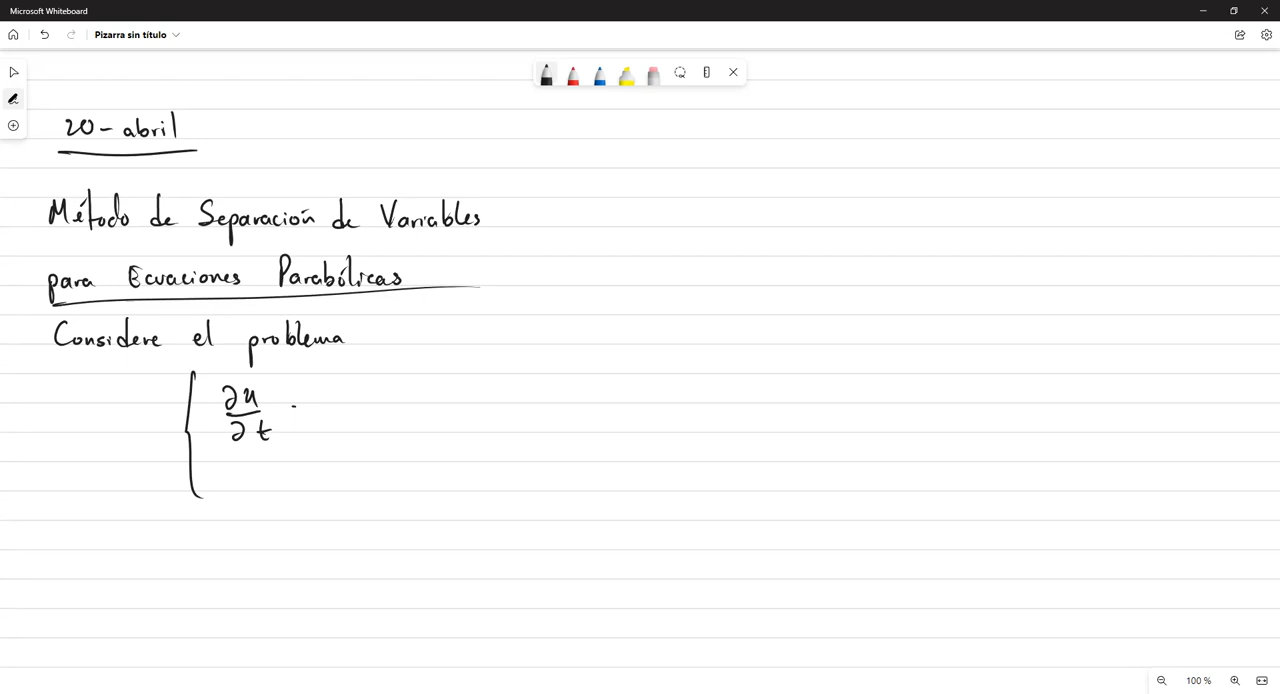 Microsoft Whiteboard
Pizarra sin título
20 - abril
Método de Separación de Variables
para Ecuaciones Parabólicas
Considere el problema
{ ∂u/∂t
100 %